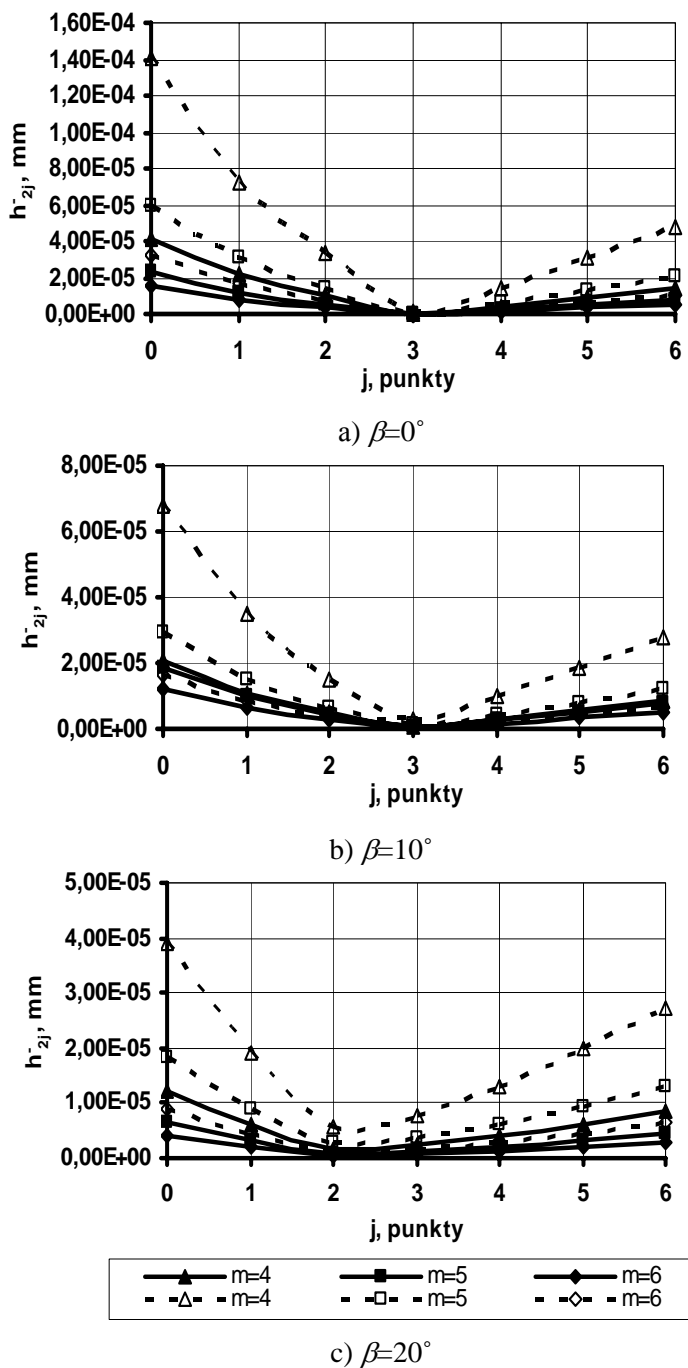 1,60E-04
1,40E-04
1,20E-04
1,00E-04
8,00E-05
6,00E-05
4,00E-05
2,00E-05
0,00E+00
h⁻2j, mm
0 1 2 3 4 5 6
j, punkty
a) β=0°
8,00E-05
6,00E-05
4,00E-05
2,00E-05
0,00E+00
h⁻2j, mm
0 1 2 3 4 5 6
j, punkty
b) β=10°
5,00E-05
4,00E-05
3,00E-05
2,00E-05
1,00E-05
0,00E+00
h⁻2j, mm
0 1 2 3 4 5 6
j, punkty
m=4 m=5 m=6
m=4 m=5 m=6
c) β=20°